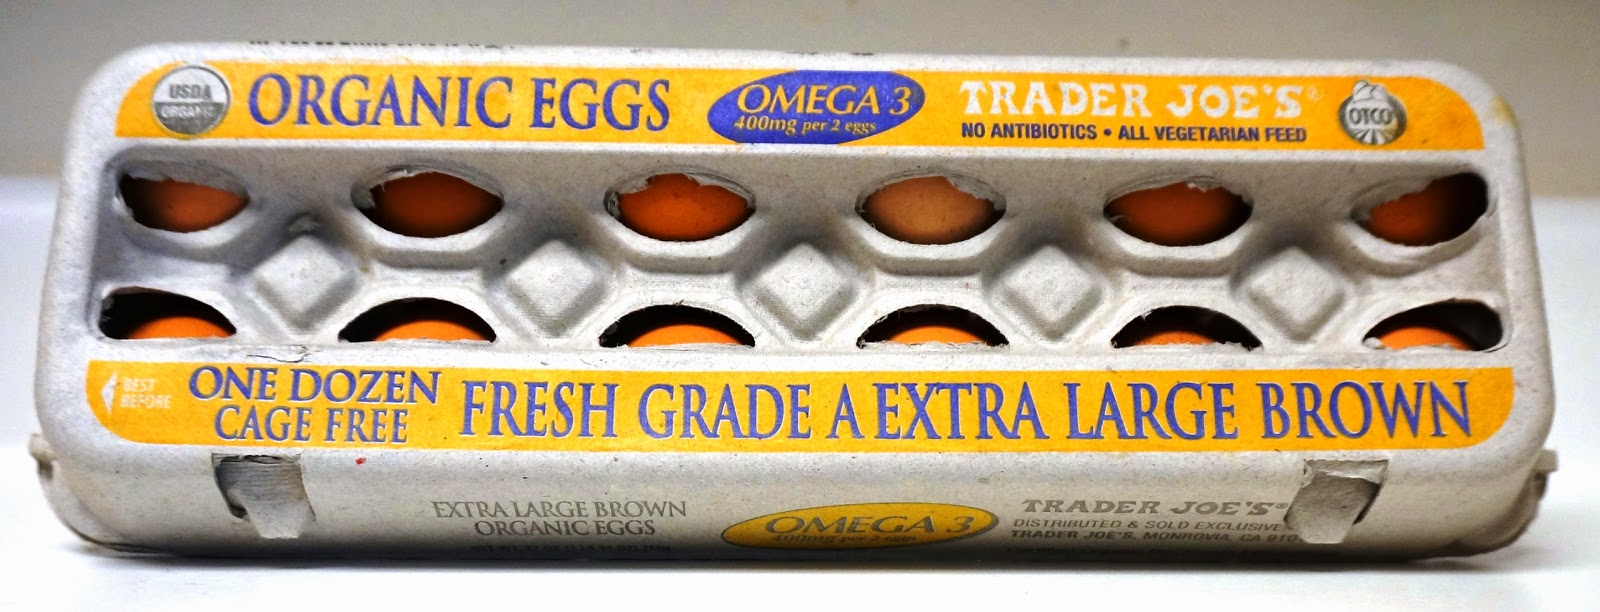 USDA
ORGANIC
ORGANIC EGGS
OMEGA 3
400mg per 2 eggs
TRADER JOE'S®
NO ANTIBIOTICS • ALL VEGETARIAN FEED
OTCO
BEST
BEFORE
ONE DOZEN
CAGE FREE
FRESH GRADE A EXTRA LARGE BROWN
EXTRA LARGE BROWN
ORGANIC EGGS
OMEGA 3
400mg per 2 eggs
TRADER JOE'S®
DISTRIBUTED & SOLD EXCLUSIVE
TRADER JOE'S, MONROVIA, CA 910